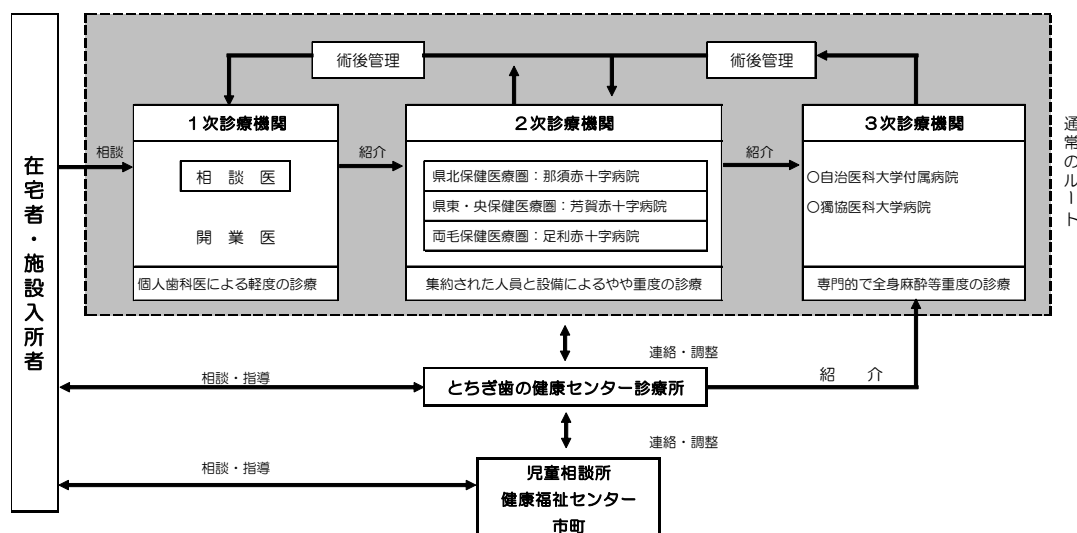 術後管理
術後管理
在宅者・施設入所者
相談
1次診療機関
相 談 医
開 業 医
個人歯科医による軽度の診療
紹介
2次診療機関
県北保健医療圏：那須赤十字病院
県東・央保健医療圏：芳賀赤十字病院
両毛保健医療圏：足利赤十字病院
集約された人員と設備によるやや重度の診療
紹介
3次診療機関
○自治医科大学付属病院
○獨協医科大学病院
専門的で全身麻酔等重度の診療
通常のルート
連絡・調整
相談・指導
とちぎ歯の健康センター診療所
紹 介
連絡・調整
相談・指導
児童相談所
健康福祉センター
市町